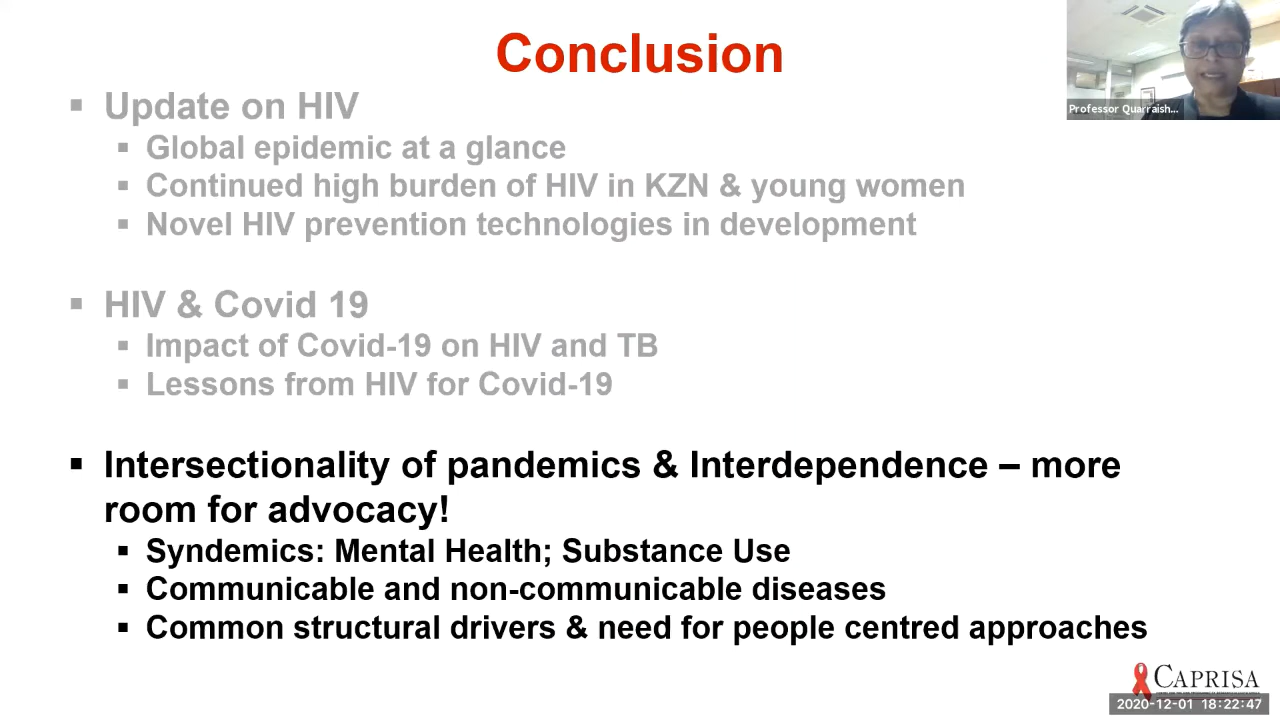 Conclusion
Professor Quarraish...
▪ Update on HIV
▪ Global epidemic at a glance
▪ Continued high burden of HIV in KZN & young women
▪ Novel HIV prevention technologies in development
▪ HIV & Covid 19
▪ Impact of Covid-19 on HIV and TB
▪ Lessons from HIV for Covid-19
▪ Intersectionality of pandemics & Interdependence – more
room for advocacy!
▪ Syndemics: Mental Health; Substance Use
▪ Communicable and non-communicable diseases
▪ Common structural drivers & need for people centred approaches
CAPRISA
2020-12-01 18:22:47